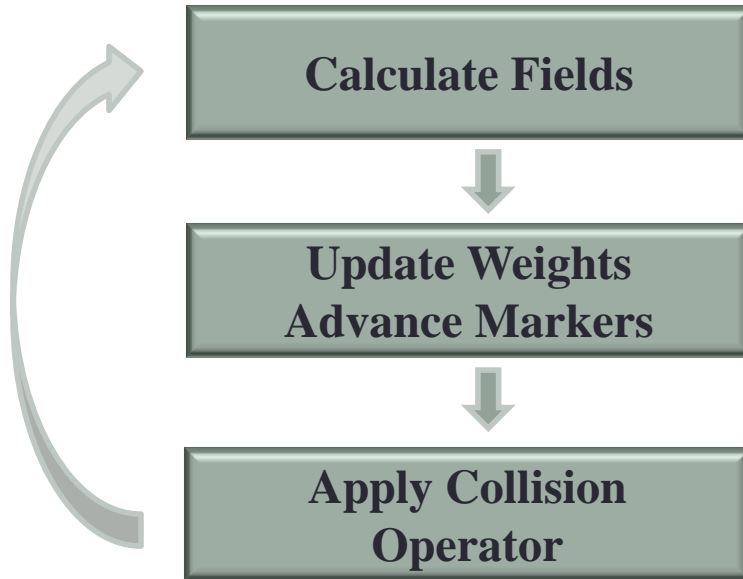 Calculate Fields
Update Weights
Advance Markers
Apply Collision
Operator